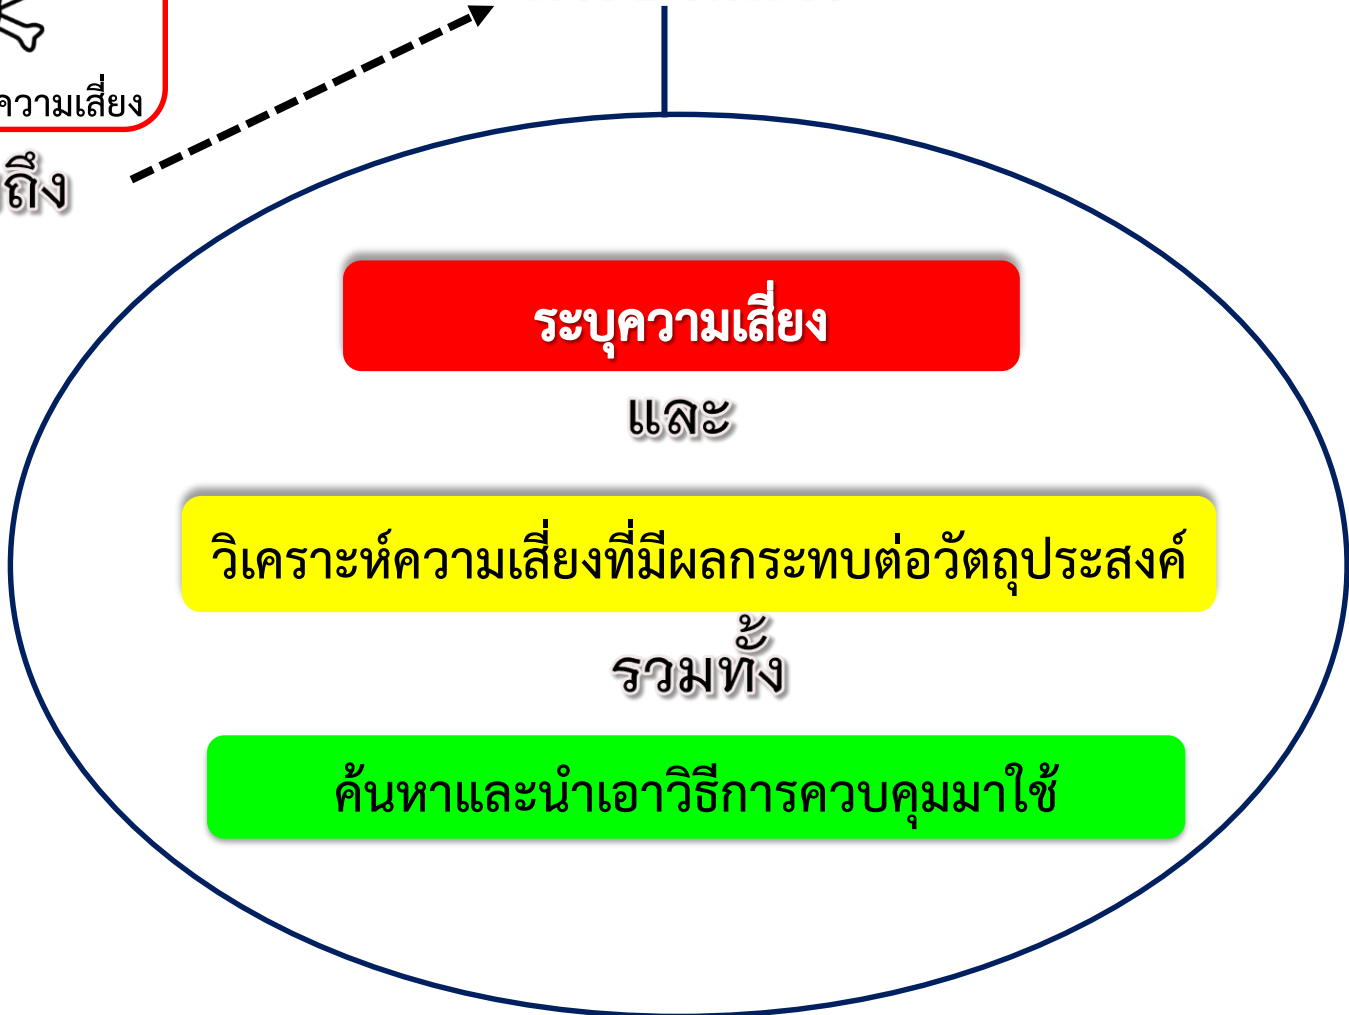 ความเสี่ยง
ถึง
ระบุความเสี่ยง
และ
วิเคราะห์ความเสี่ยงที่มีผลกระทบต่อวัตถุประสงค์
รวมทั้ง
ค้นหาและนำเอาวิธีการควบคุมมาใช้